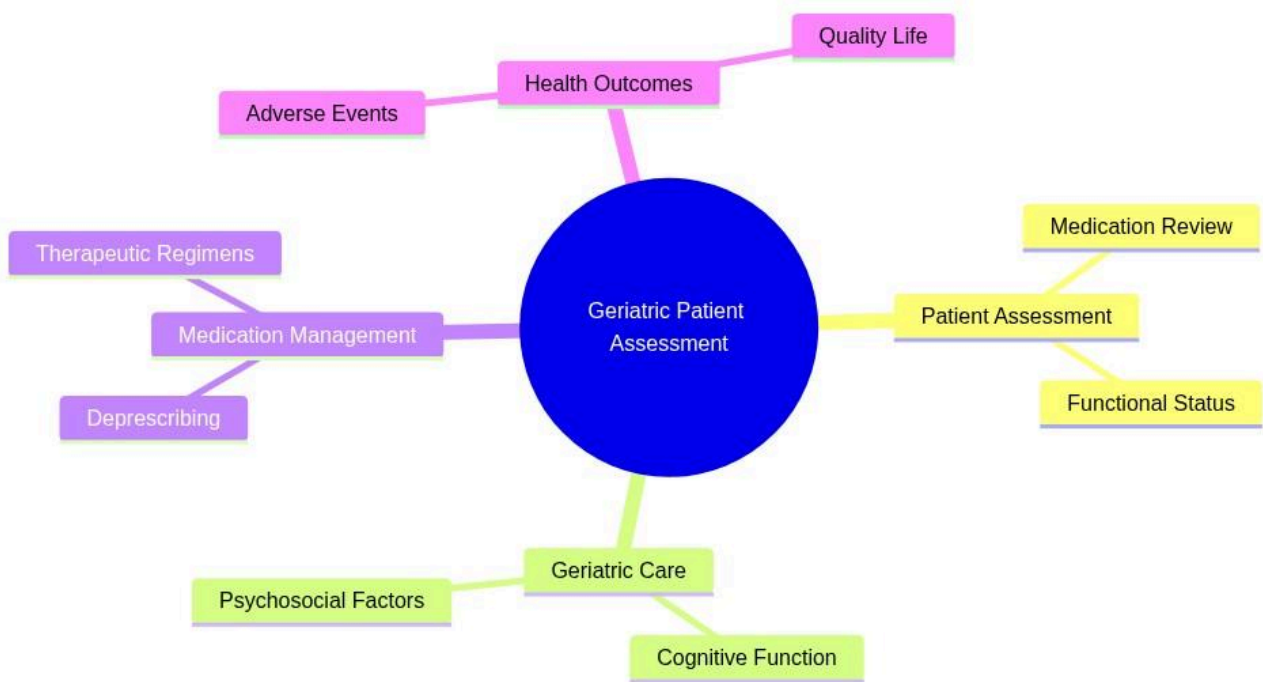 Quality Life
Health Outcomes
Adverse Events
Medication Review
Therapeutic Regimens
Geriatric Patient
Assessment
Patient Assessment
Medication Management
Functional Status
Deprescribing
Geriatric Care
Psychosocial Factors
Cognitive Function